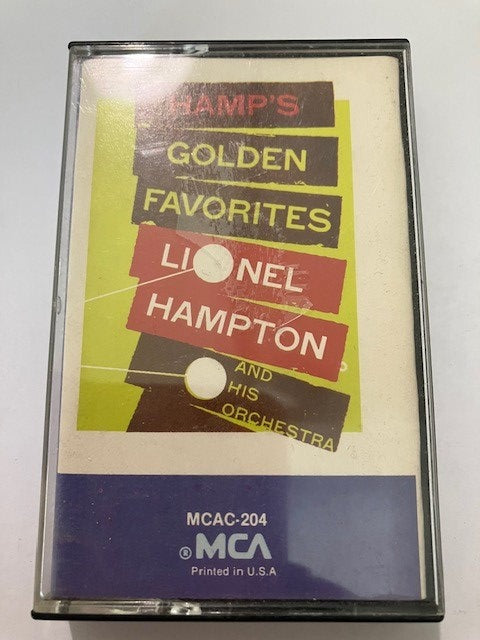 HAMP'S
GOLDEN
FAVORITES
LIONEL
HAMPTON
AND
HIS
ORCHESTRA
MCAC-204
® MCA
Printed in U.S.A